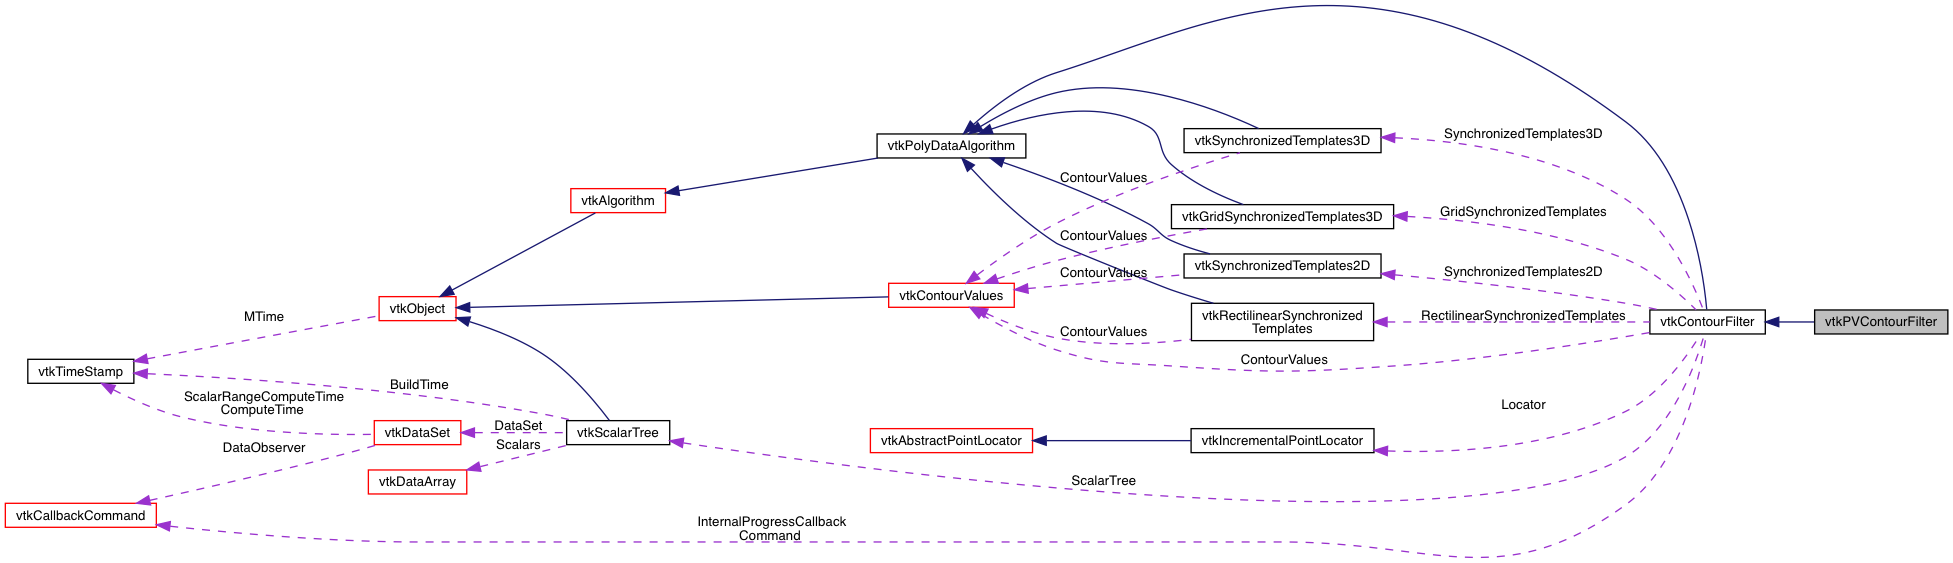 vtkPolyDataAlgorithm
vtkSynchronizedTemplates3D
SynchronizedTemplates3D
ContourValues
vtkAlgorithm
vtkGridSynchronizedTemplates3D
GridSynchronizedTemplates
ContourValues
vtkSynchronizedTemplates2D
SynchronizedTemplates2D
ContourValues
vtkContourValues
vtkObject
MTime
vtkRectilinearSynchronized
Templates
RectilinearSynchronizedTemplates
vtkContourFilter
vtkPVContourFilter
ContourValues
ContourValues
vtkTimeStamp
BuildTime
ScalarRangeComputeTime
ComputeTime
Locator
vtkDataSet
DataSet
vtkScalarTree
vtkAbstractPointLocator
vtkIncrementalPointLocator
DataObserver
Scalars
vtkDataArray
ScalarTree
vtkCallbackCommand
InternalProgressCallback
Command